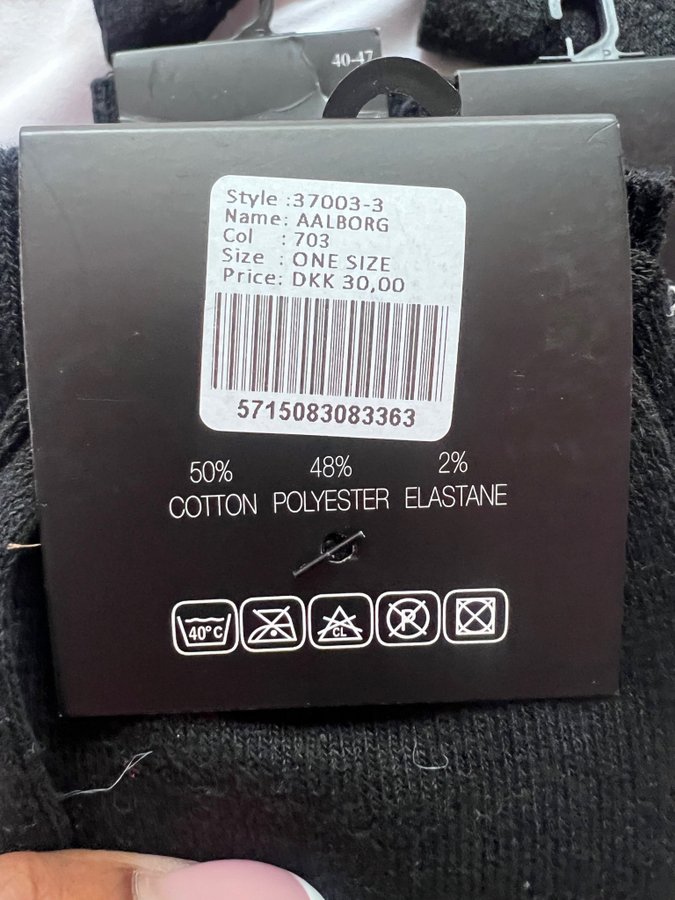 40-47
Style :37003-3
Name: AALBORG
Col : 703
Size : ONE SIZE
Price: DKK 30,00
5715083083363
50% 48% 2%
COTTON POLYESTER ELASTANE
40°C CL P